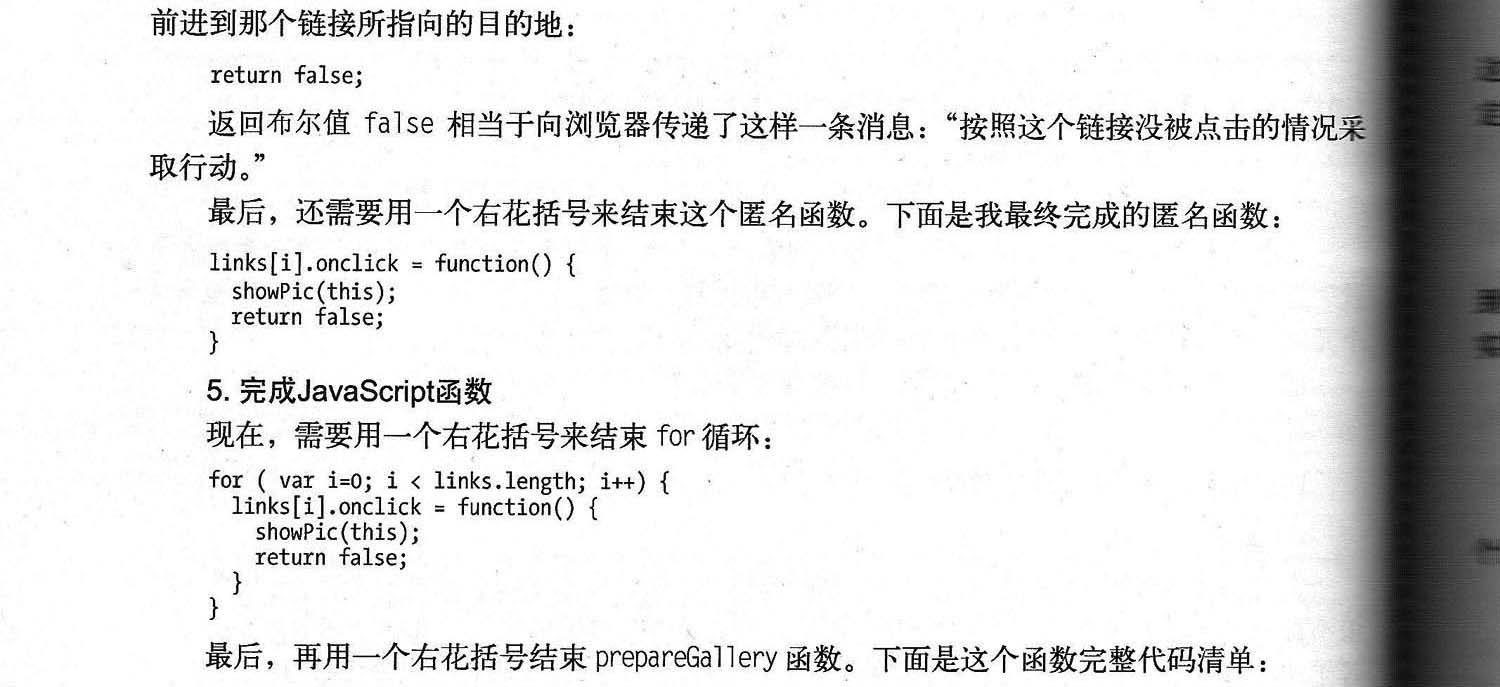 前进到那个链接所指向的目的地：
return false;
返回布尔值 false 相当于向浏览器传递了这样一条消息：“按照这个链接没被点击的情况采
取行动。”
最后，还需要用一个右花括号来结束这个匿名函数。下面是我最终完成的匿名函数：
links[i].onclick = function() {
  showPic(this);
  return false;
}
5. 完成JavaScript函数
现在，需要用一个右花括号来结束 for 循环：
for ( var i=0; i < links.length; i++) {
  links[i].onclick = function() {
    showPic(this);
    return false;
  }
}
最后，再用一个右花括号结束 prepareGallery 函数。下面是这个函数完整代码清单：